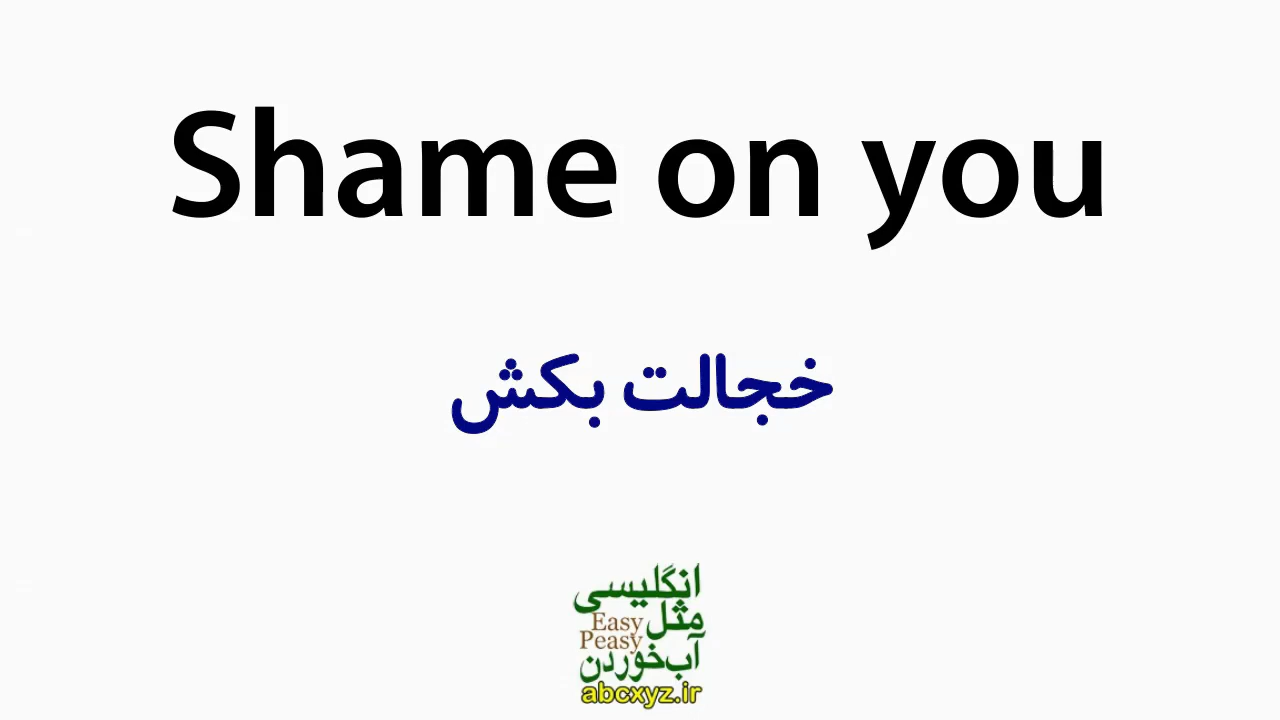 Shame on you
خجالت بکش
انگلیسی
مثل Easy
Peasy
آب‌خوردن
abcxyz.ir